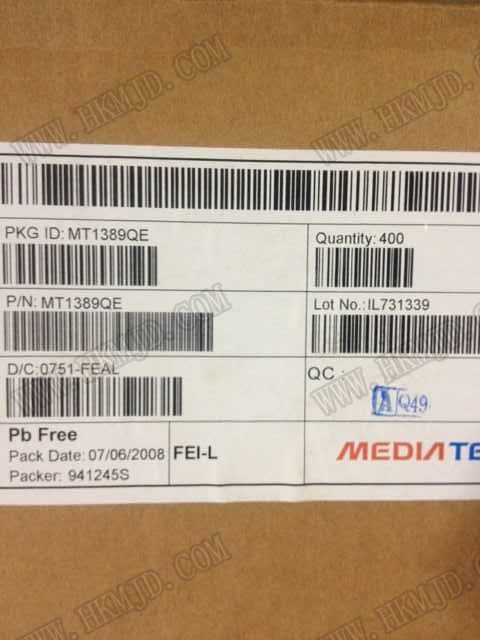 WWW.HKMJD.COM
WWW.HKMJD.COM
PKG ID: MT1389QE
Quantity: 400
P/N: MT1389QE
Lot No.:IL731339
D/C:0751-FEAL
QC :
A Q49
Pb Free
Pack Date: 07/06/2008
FEI-L
Packer: 941245S
MEDIATE
WWW.HKMJD.COM
WWW.HKMJD.COM
WWW.HKMJD.COM
WWW.HKMJD.COM